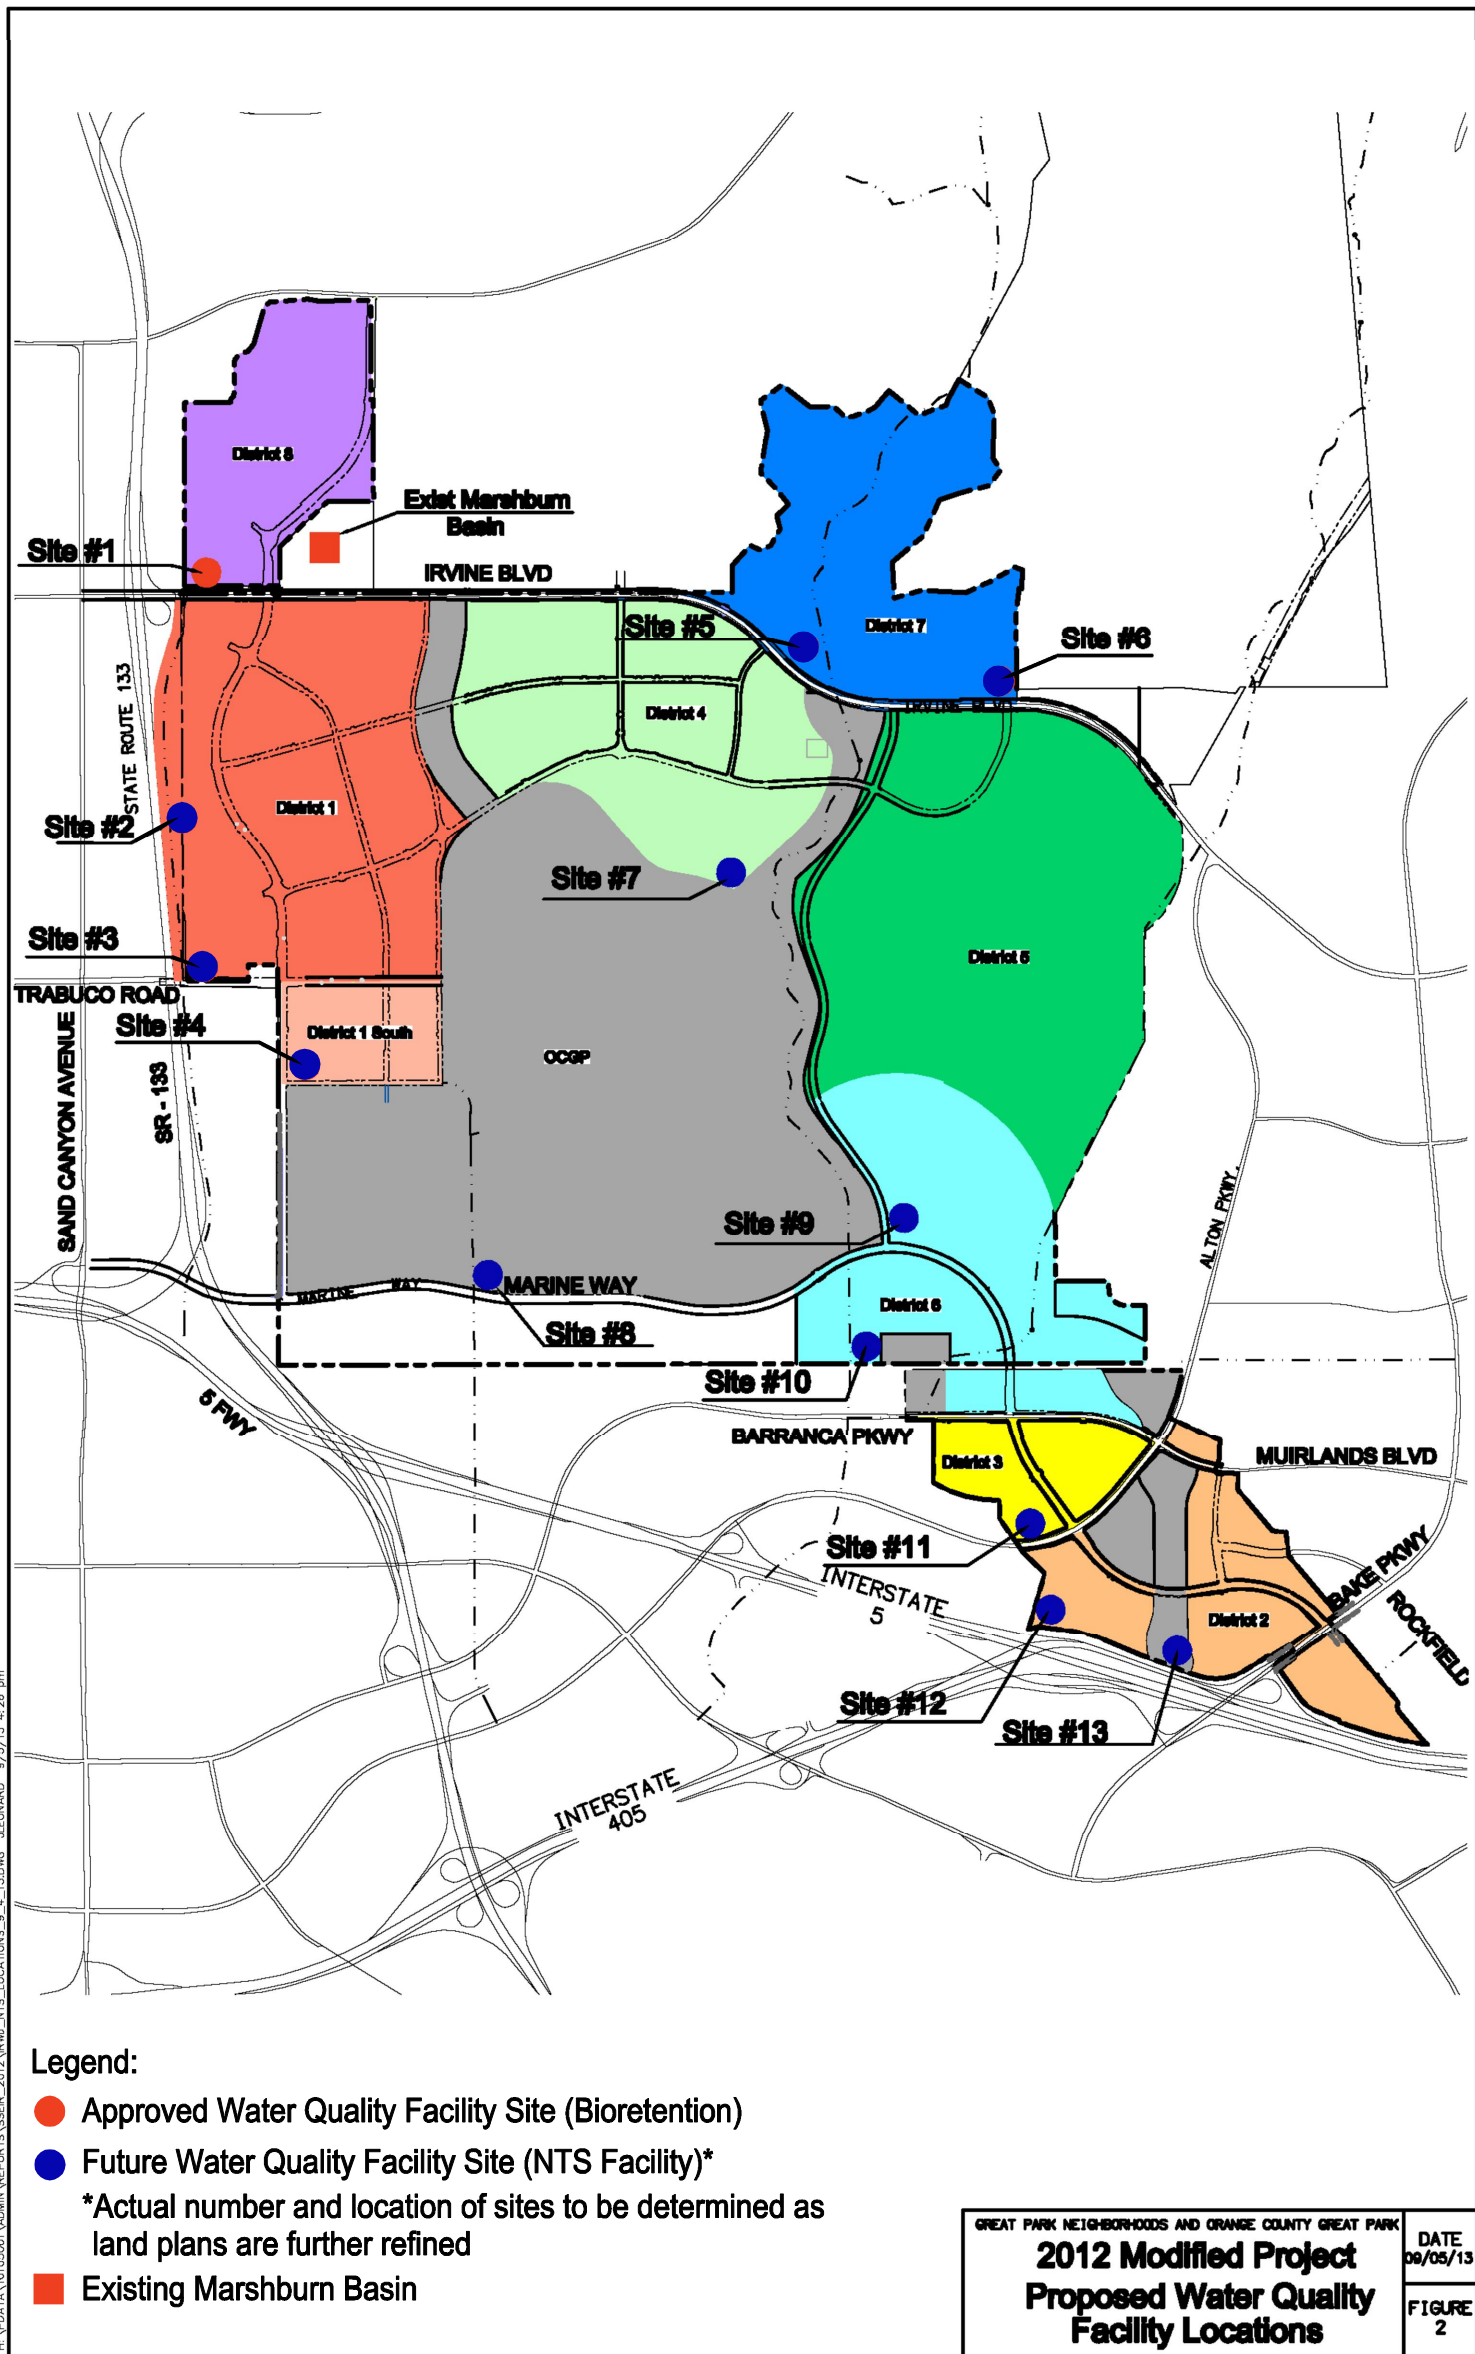 District 8
Exist Marshburn
Basin
Site #1
IRVINE BLVD
Site #5
District 7
Site #6
STATE ROUTE 133
IRVINE BLVD
District 4
District 1
Site #2
Site #7
Site #3
District 5
TRABUCO ROAD
Site #4
District 1 South
OCGP
SAND CANYON AVENUE
SR - 133
ALTON PKWY.
Site #9
MARINE WAY
MARINE WAY
District 6
Site #8
Site #10
5 FWY
BARRANCA PKWY
MUIRLANDS BLVD
District 3
Site #11
INTERSTATE
5
BAKE PKWY
ROCKFIELD
District 2
Site #12
Site #13
INTERSTATE
405
Legend:
Approved Water Quality Facility Site (Bioretention)
Future Water Quality Facility Site (NTS Facility)*
*Actual number and location of sites to be determined as
land plans are further refined
Existing Marshburn Basin
GREAT PARK NEIGHBORHOODS AND ORANGE COUNTY GREAT PARK
2012 Modified Project
Proposed Water Quality
Facility Locations
DATE
09/05/13
FIGURE
2